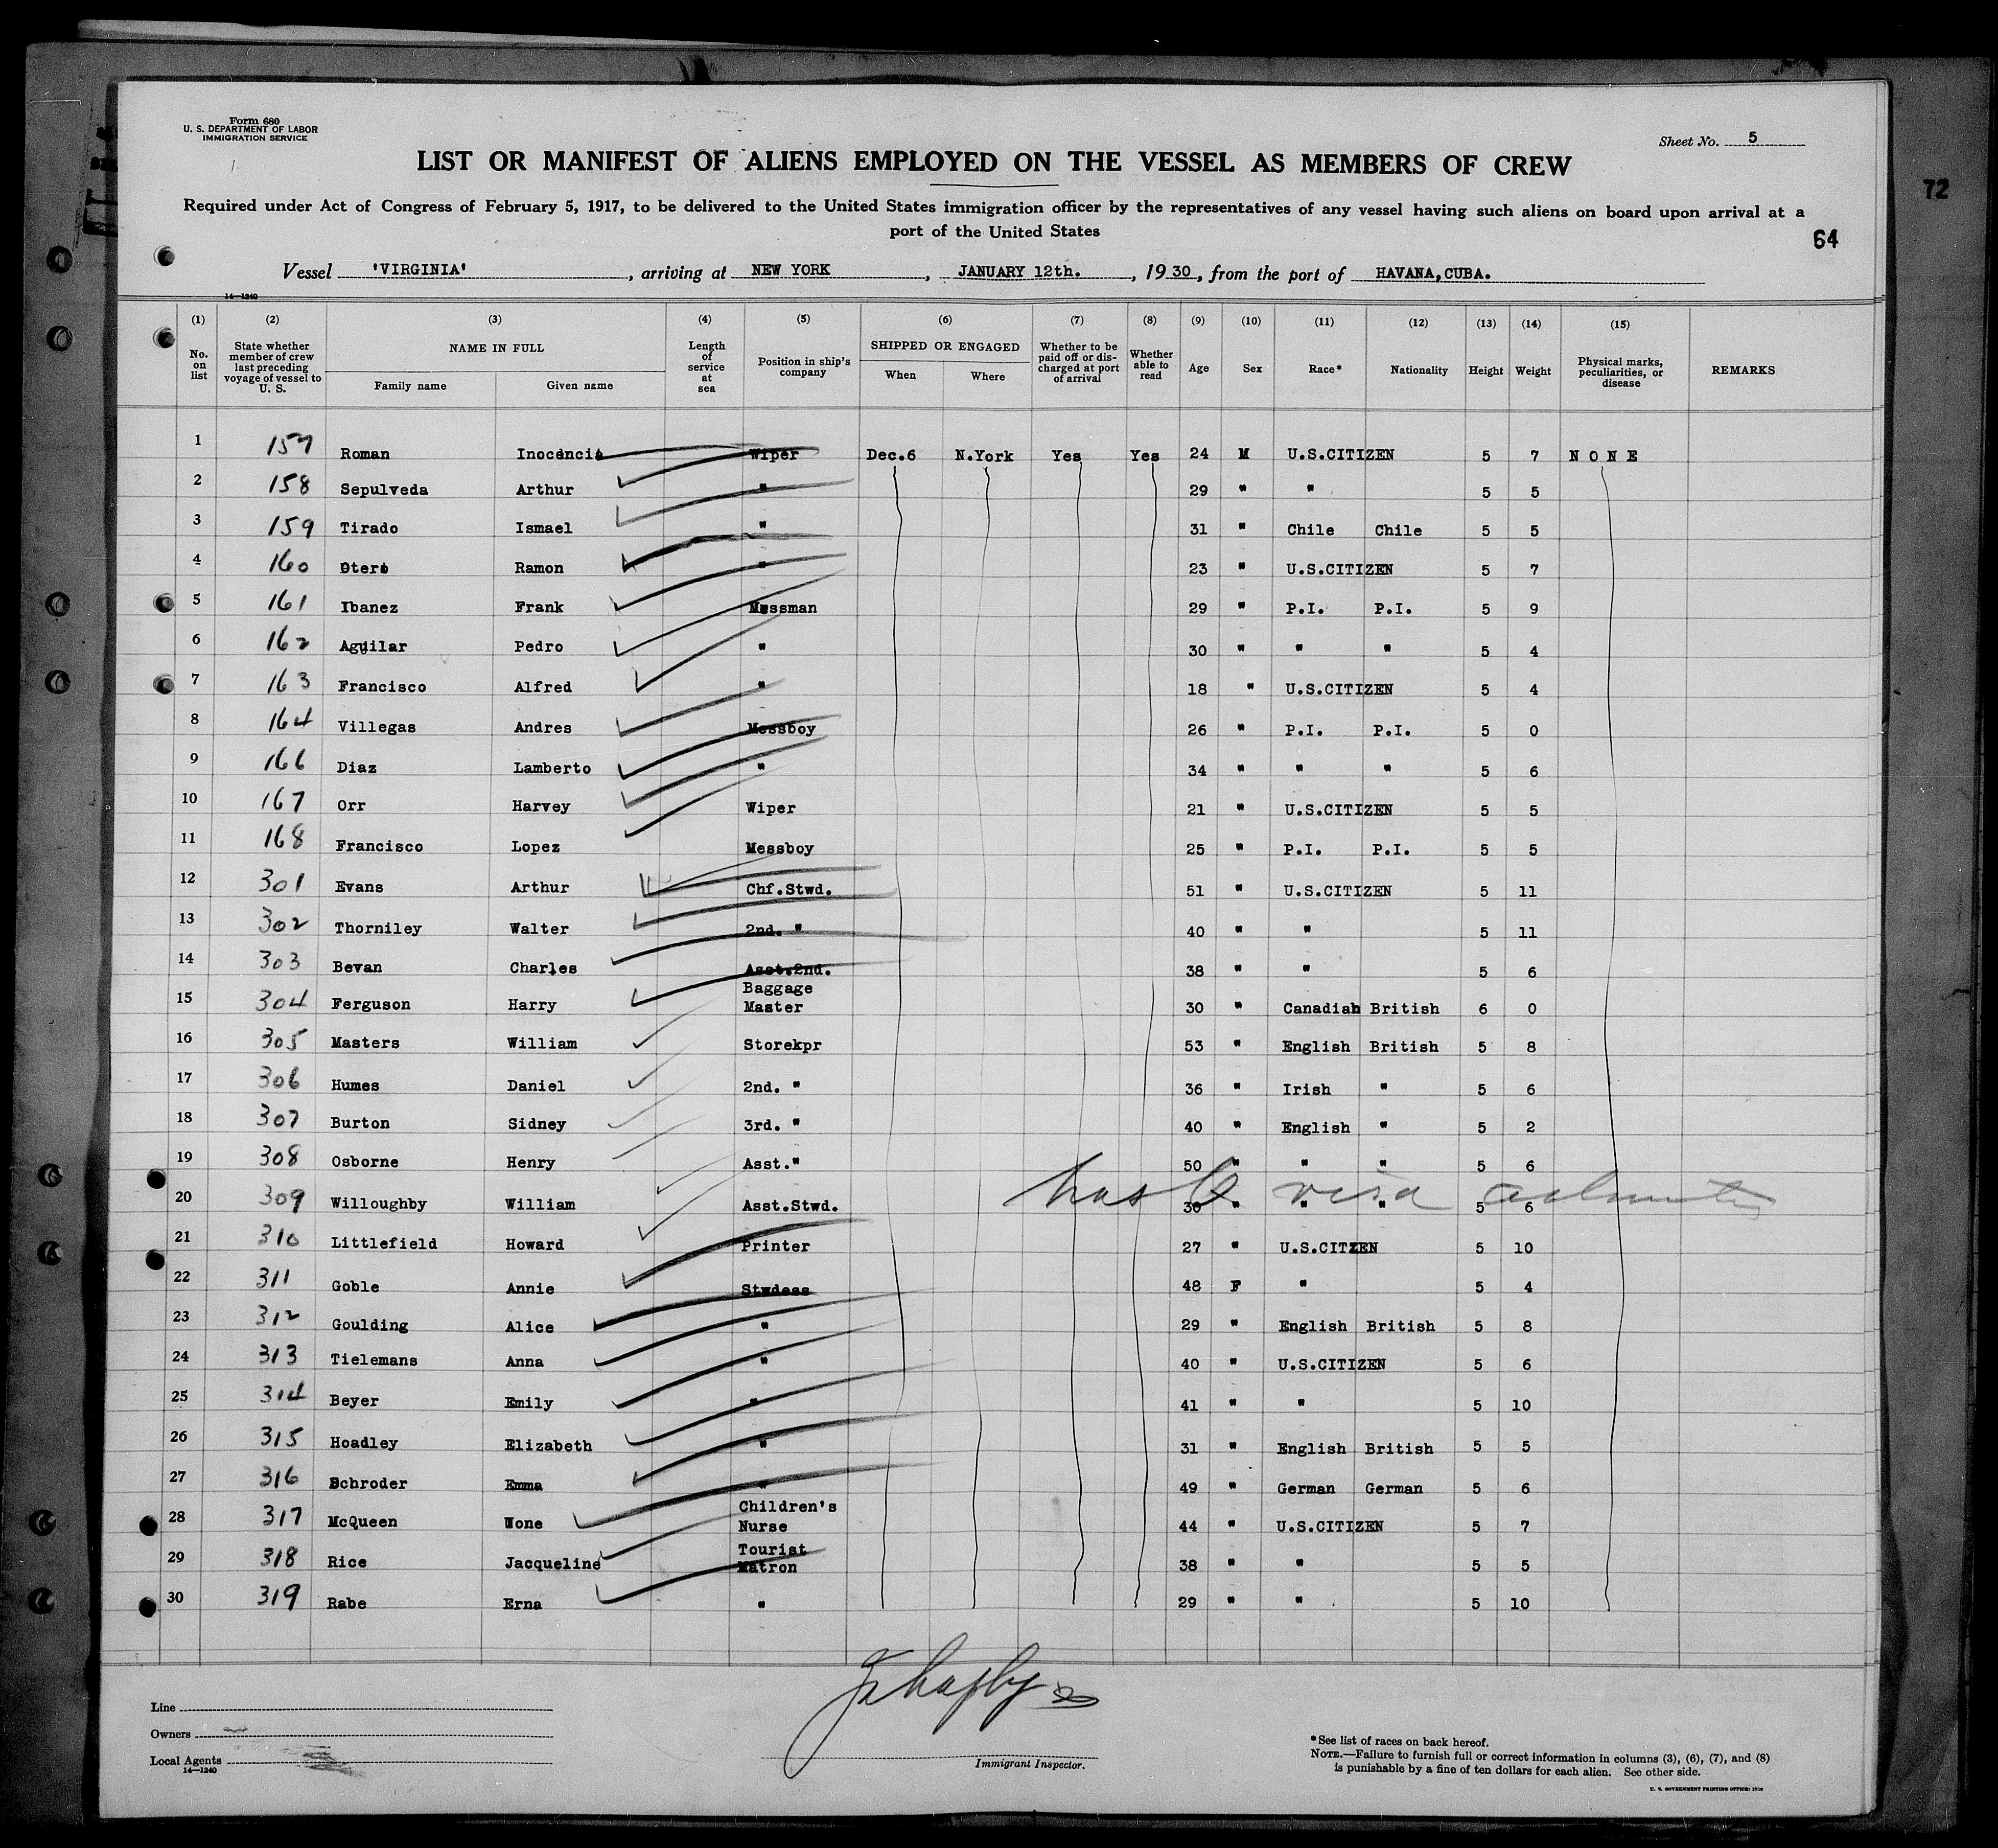 Form 680
U. S. DEPARTMENT OF LABOR
IMMIGRATION SERVICE
Sheet No. 5
LIST OR MANIFEST OF ALIENS EMPLOYED ON THE VESSEL AS MEMBERS OF CREW
72
Required under Act of Congress of February 5, 1917, to be delivered to the United States immigration officer by the representatives of any vessel having such aliens on board upon arrival at a
port of the United States
64
Vessel 'VIRGINIA' , arriving at NEW YORK , JANUARY 12th. , 19 30 , from the port of HAVANA,CUBA.
14—1240
(1) (2) (3) (4) (5) (6) (7) (8) (9) (10) (11) (12) (13) (14) (15)
No. on list State whether member of crew last preceding voyage of vessel to U. S. NAME IN FULL Family name Given name Length of service at sea Position in ship's company SHIPPED OR ENGAGED When Where Whether to be paid off or discharged at port of arrival Whether able to read Age Sex Race* Nationality Height Weight Physical marks, peculiarities, or disease REMARKS
1 157 Roman Inocencio Wiper Dec.6 N.York Yes Yes 24 M U.S.CITIZEN 5 7 N O N E
2 158 Sepulveda Arthur " 29 " " 5 5
3 159 Tirado Ismael " 31 " Chile Chile 5 5
4 160 Otero Ramon " 23 " U.S.CITIZEN 5 7
5 161 Ibanez Frank Messman 29 " P.I. P.I. 5 9
6 162 Aguilar Pedro " 30 " " " 5 4
7 163 Francisco Alfred " 18 " U.S.CITIZEN 5 4
8 164 Villegas Andres Messboy 26 " P.I. P.I. 5 0
9 166 Diaz Lamberto " 34 " " " 5 6
10 167 Orr Harvey Wiper 21 " U.S.CITIZEN 5 5
11 168 Francisco Lopez Messboy 25 " P.I. P.I. 5 5
12 301 Evans Arthur Chf.Stwd. 51 " U.S.CITIZEN 5 11
13 302 Thorniley Walter 2nd. " 40 " " 5 11
14 303 Bevan Charles Asst.2nd. 38 " " 5 6
15 304 Ferguson Harry Baggage Master 30 " Canadian British 6 0
16 305 Masters William Storekpr 53 " English British 5 8
17 306 Humes Daniel 2nd. " 36 " Irish " 5 6
18 307 Burton Sidney 3rd. " 40 " English " 5 2
19 308 Osborne Henry Asst." 50 " " " 5 6
20 309 Willoughby William Asst.Stwd. 30 " " " 5 6 visa
21 310 Littlefield Howard Printer 27 " U.S.CITZEN 5 10
22 311 Goble Annie Stwdess 48 F " 5 4
23 312 Goulding Alice " 29 " English British 5 8
24 313 Tielemans Anna " 40 " U.S.CITIZEN 5 6
25 314 Beyer Emily " 41 " " 5 10
26 315 Hoadley Elizabeth " 31 " English British 5 5
27 316 Schroder Emma " 49 " German German 5 6
28 317 McQueen Wone Children's Nurse 44 " U.S.CITIZEN 5 7
29 318 Rice Jacqueline Tourist Matron 38 " " 5 5
30 319 Rabe Erna " 29 " " 5 10
Line
Owners
Local Agents
14—1240
Immigrant Inspector.
*See list of races on back hereof.
NOTE.—Failure to furnish full or correct information in columns (3), (6), (7), and (8)
is punishable by a fine of ten dollars for each alien. See other side.